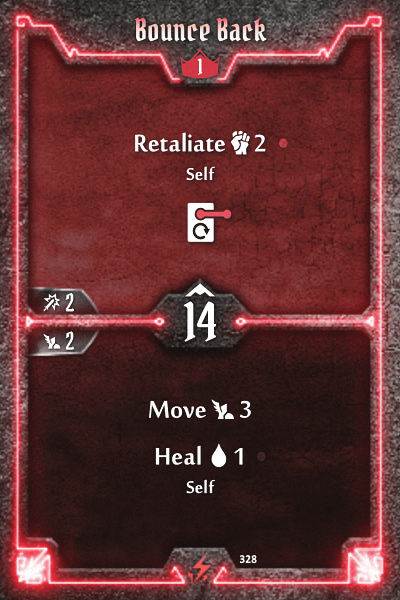 Bounce Back
1
Retaliate 2
Self
2
14
2
Move 3
Heal 1
Self
328